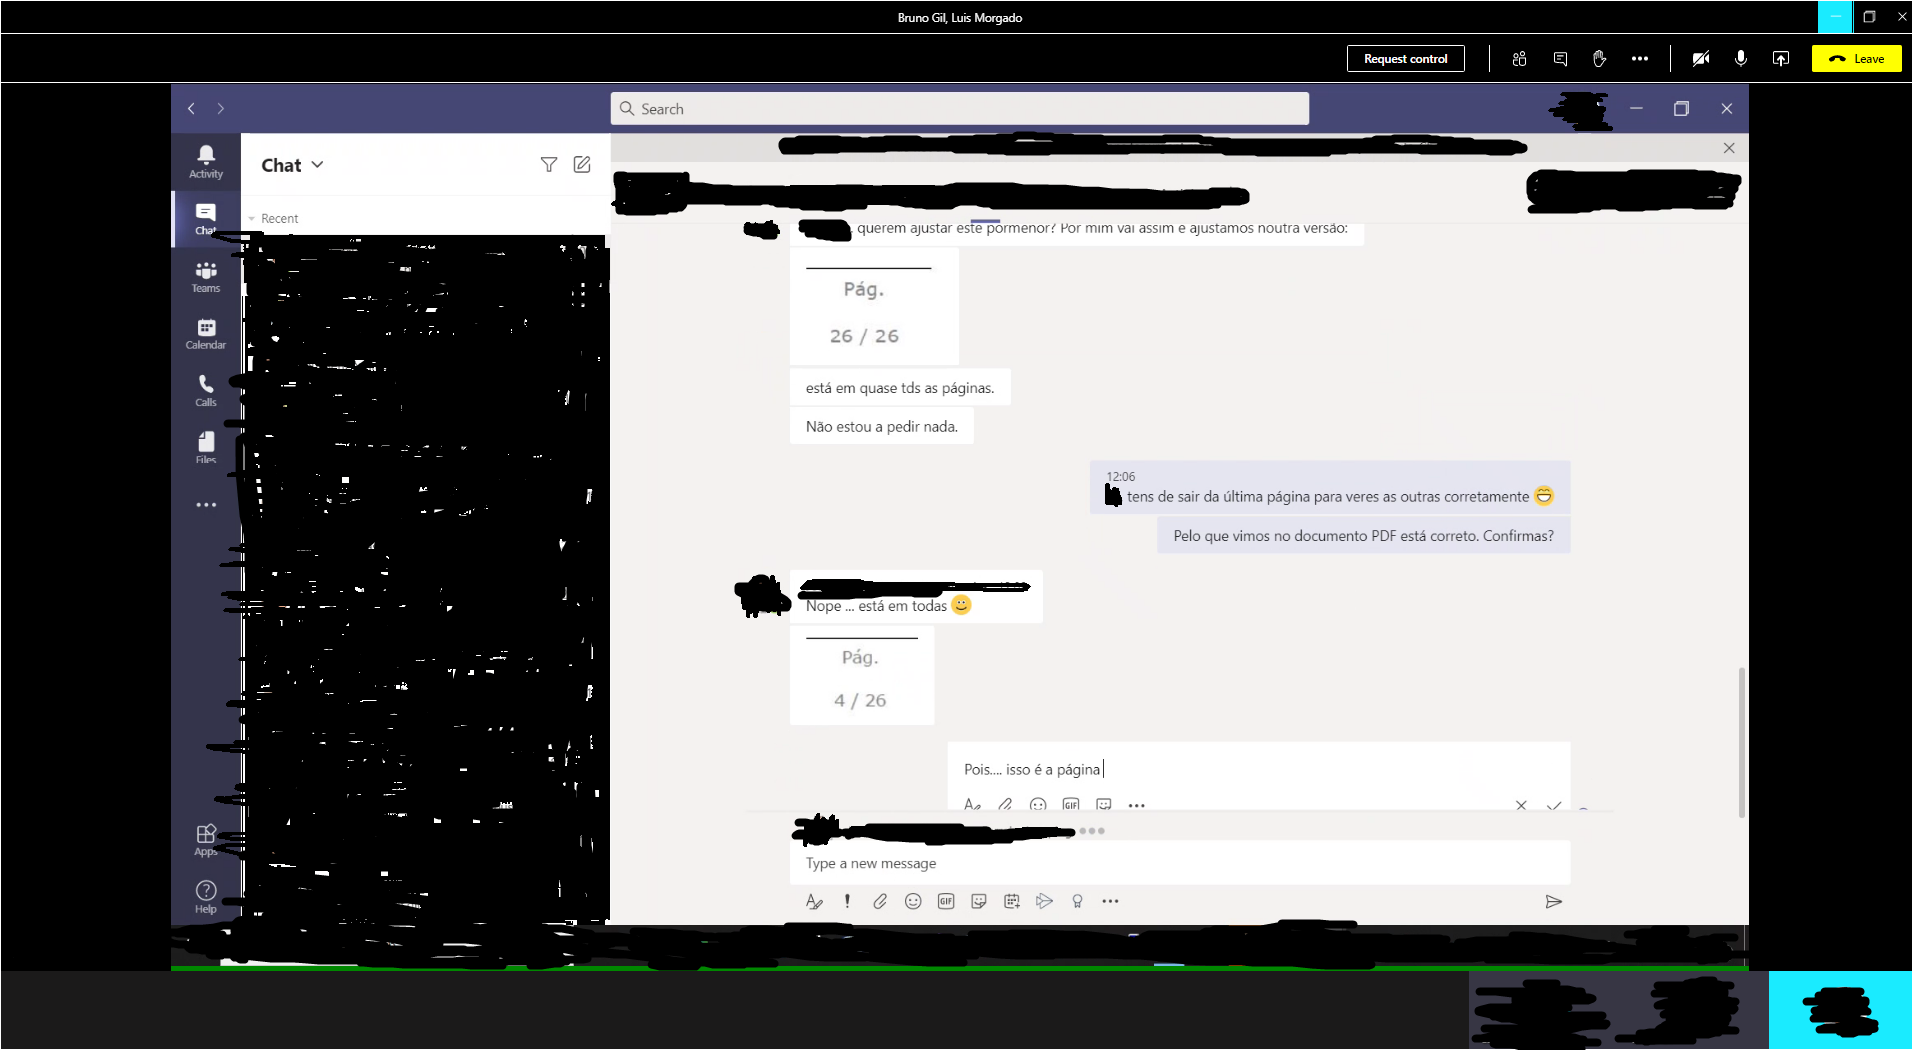 Bruno Gil, Luis Morgado
Request control
Leave
Search
Activity
Chat
Recent
Chat
querem ajustar este pormenor? Por mim vai assim e ajustamos noutra versão:
Teams
Pág.
26 / 26
Calendar
está em quase tds as páginas.
Calls
Não estou a pedir nada.
Files
12:06
tens de sair da última página para veres as outras corretamente 😁
Pelo que vimos no documento PDF está correto. Confirmas?
Nope ... está em todas 🙂
Pág.
4 / 26
Pois.... isso é a página
GIF
Apps
Type a new message
Help
GIF